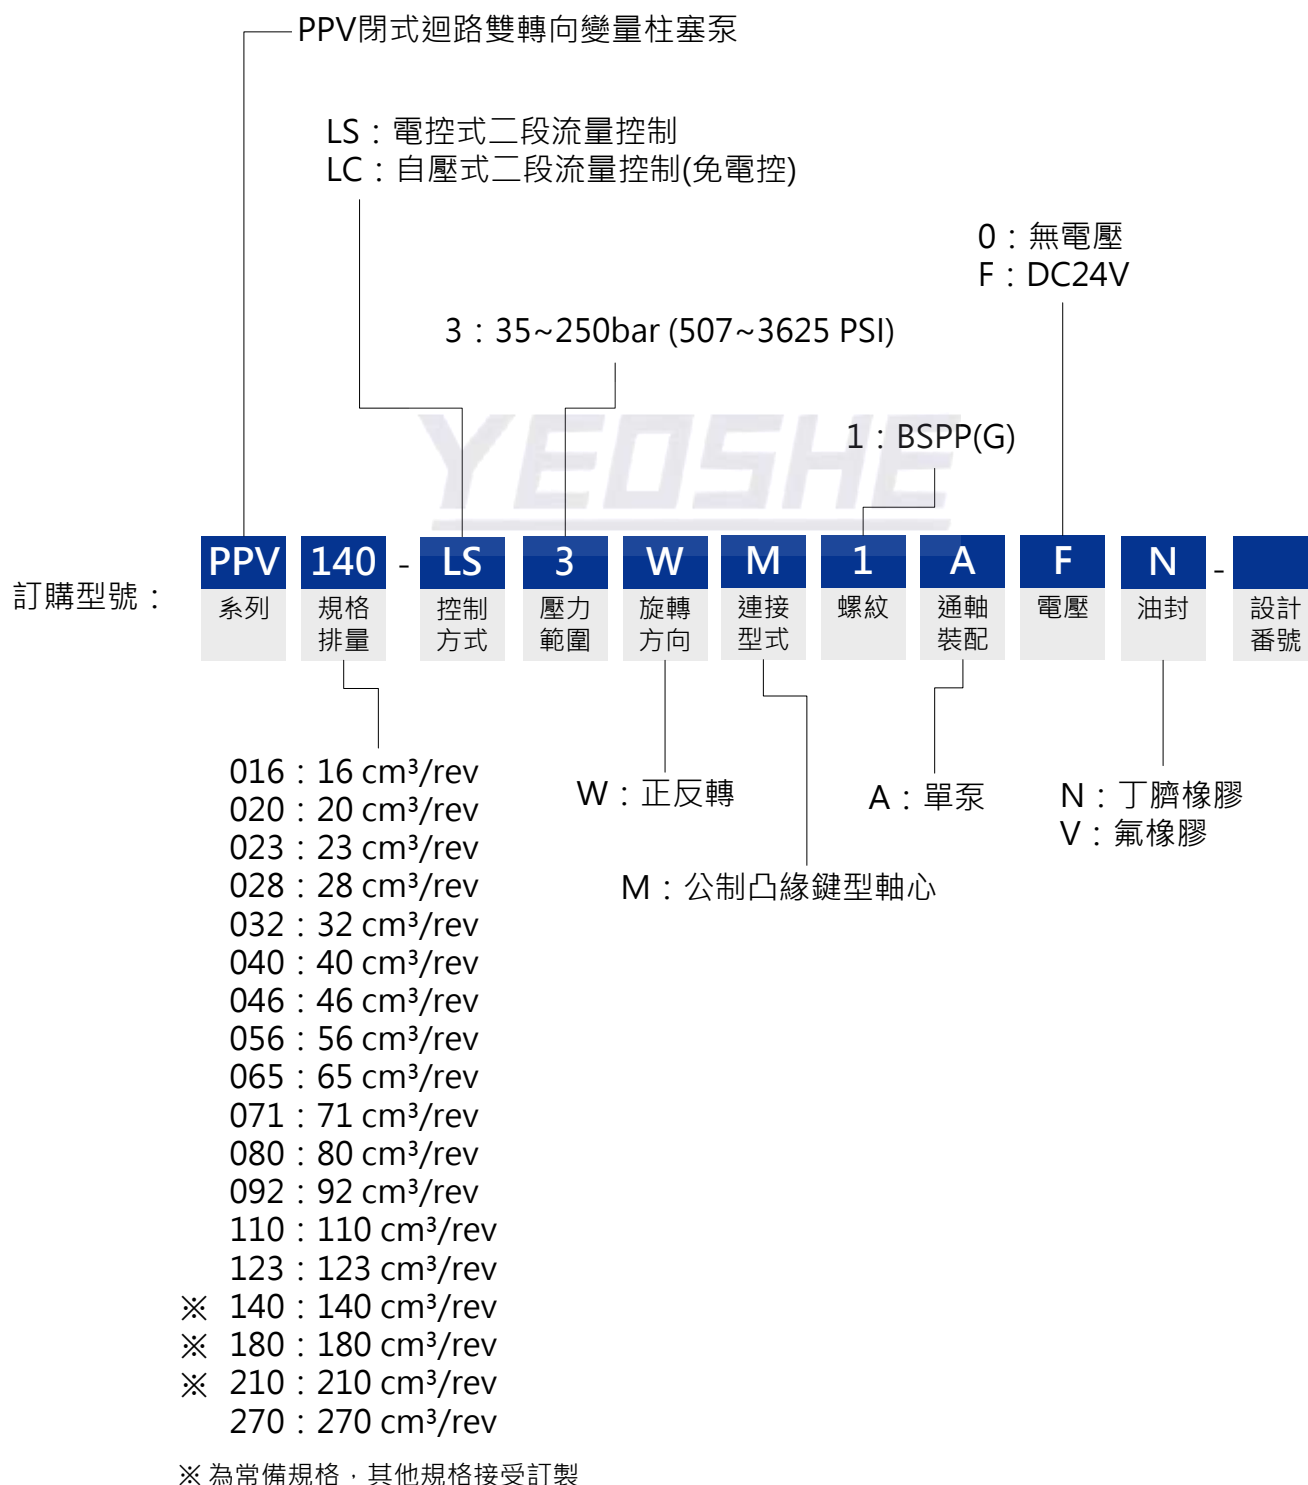 PPV閉式迴路雙轉向變量柱塞泵
LS：電控式二段流量控制
LC：自壓式二段流量控制(免電控)
0：無電壓
F：DC24V
3：35~250bar (507~3625 PSI)
YEOSHE
1：BSPP(G)
訂購型號：
PPV 140 - LS 3 W M 1 A F N -
系列 規格排量 控制方式 壓力範圍 旋轉方向 連接型式 螺紋 通軸裝配 電壓 油封 設計番號
016：16 cm³/rev
020：20 cm³/rev
023：23 cm³/rev
028：28 cm³/rev
032：32 cm³/rev
040：40 cm³/rev
046：46 cm³/rev
056：56 cm³/rev
065：65 cm³/rev
071：71 cm³/rev
080：80 cm³/rev
092：92 cm³/rev
110：110 cm³/rev
123：123 cm³/rev
※ 140：140 cm³/rev
※ 180：180 cm³/rev
※ 210：210 cm³/rev
270：270 cm³/rev
W：正反轉
M：公制凸緣鍵型軸心
A：單泵
N：丁腈橡膠
V：氟橡膠
※為常備規格，其他規格接受訂製